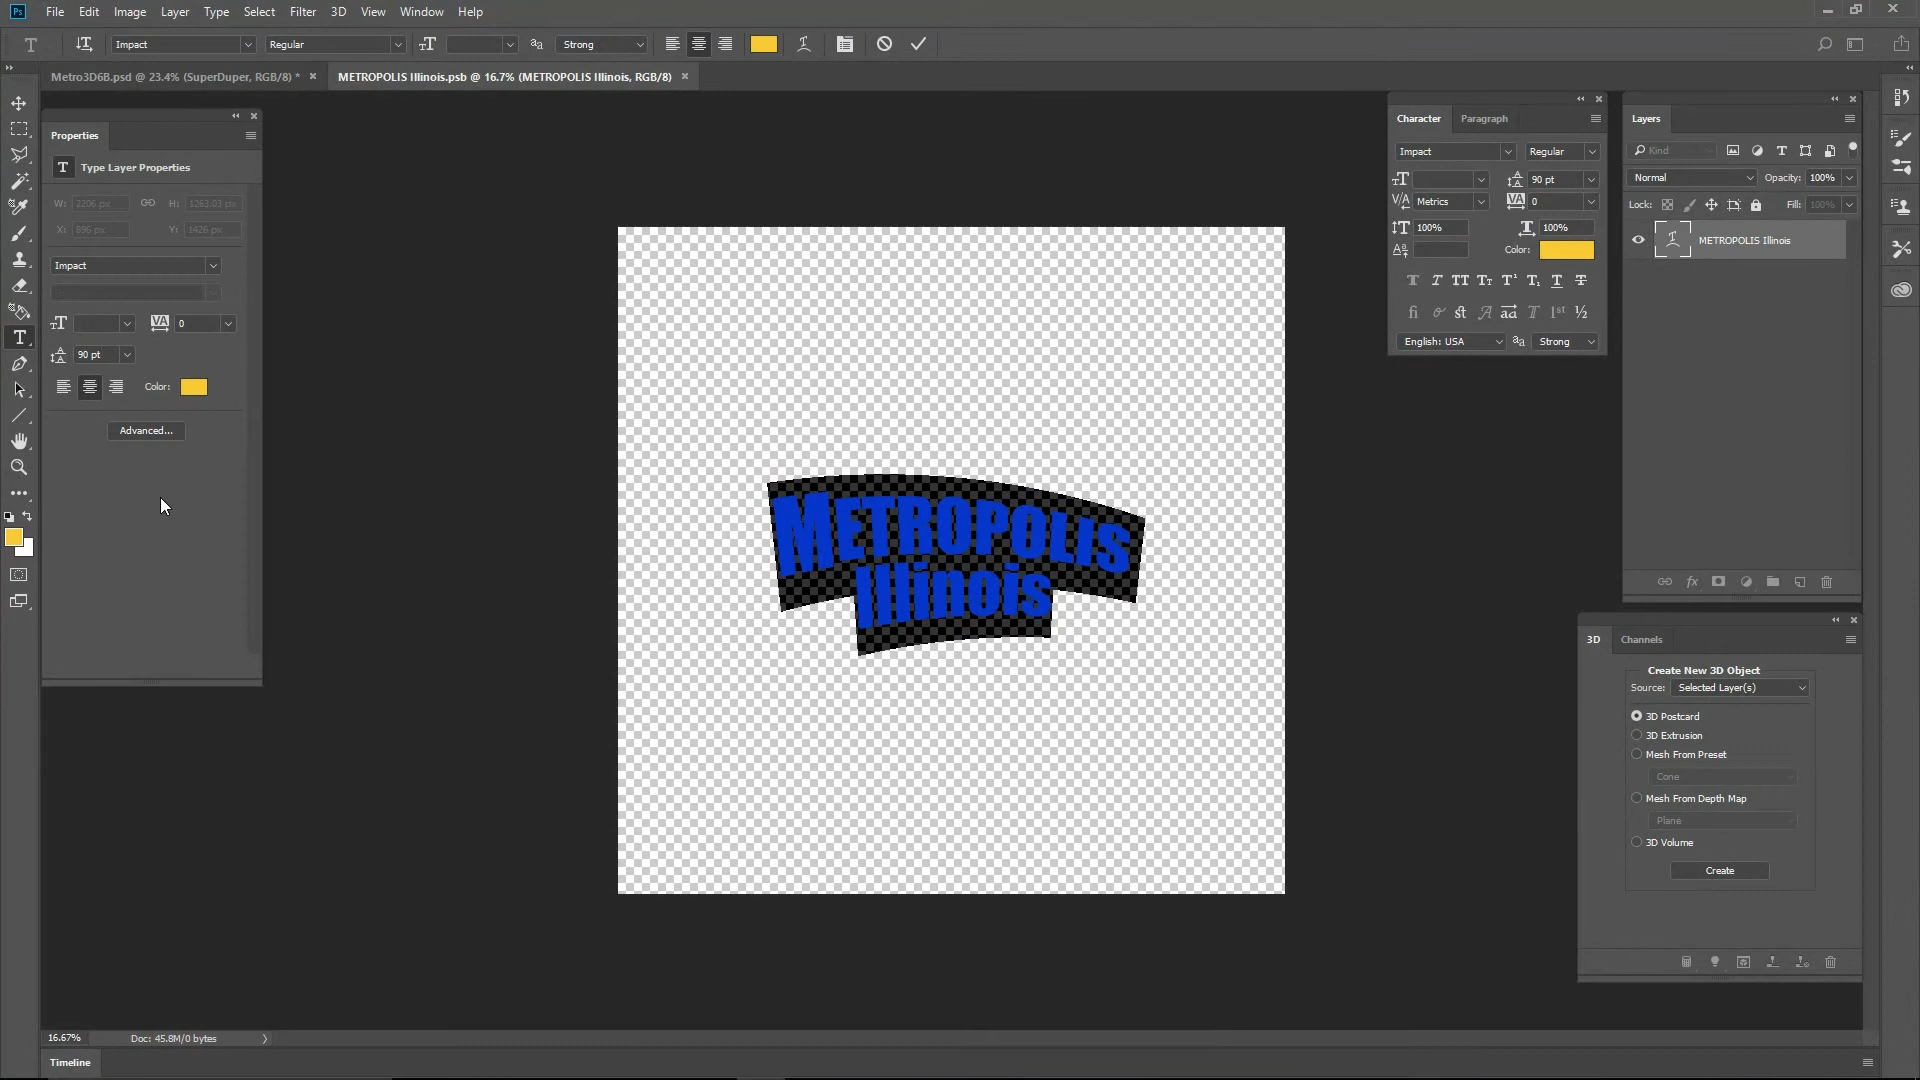 Ps File Edit Image Layer Type Select Filter 3D View Window Help
Impact Regular Strong
Metro3D6B.psd @ 23.4% (SuperDuper, RGB/8) * ×
METROPOLIS Illinois.psb @ 16.7% (METROPOLIS Illinois, RGB/8) ×
Properties
T Type Layer Properties
W: 2206 px H: 1263.03 px
X: 896 px Y: 1426 px
Impact
VA 0
90 pt
Color:
Advanced...
METROPOLIS
Illinois
Character Paragraph
Impact Regular
90 pt
Metrics VA 0
100% 100%
Color:
English: USA Strong
Layers
Kind
Normal Opacity: 100%
Lock: Fill: 100%
METROPOLIS Illinois
fx
3D Channels
Create New 3D Object
Source: Selected Layer(s)
3D Postcard
3D Extrusion
Mesh From Preset
Cone
Mesh From Depth Map
Plane
3D Volume
Create
16.67% Doc: 45.8M/0 bytes
Timeline